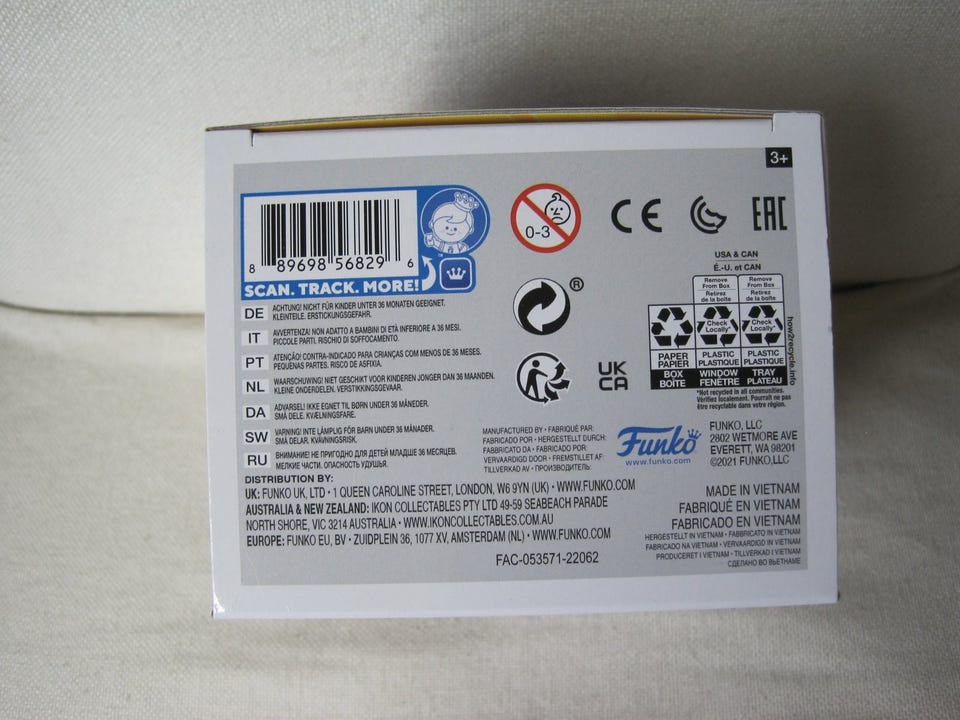 3+
8 89698 56829 6
SCAN. TRACK. MORE!
0-3
CE
EAC
®
UK
CA
USA & CAN
É.-U. et CAN
Remove From Box
Retirez de la boîte
Remove From Box
Retirez de la boîte
Check Locally*
Check Locally*
PAPER PAPIER
PLASTIC PLASTIQUE
PLASTIC PLASTIQUE
BOX BOÎTE
WINDOW FENÊTRE
TRAY PLATEAU
*Not recycled in all communities.
Vérifiez localement. Pourrait ne pas
être recyclable dans votre région.
how2recycle.info
DE ACHTUNG! NICHT FÜR KINDER UNTER 36 MONATEN GEEIGNET.
KLEINTEILE. ERSTICKUNGSGEFAHR.
IT AVVERTENZA! NON ADATTO A BAMBINI DI ETÀ INFERIORE A 36 MESI.
PICCOLE PARTI. RISCHIO DI SOFFOCAMENTO.
PT ATENÇÃO! CONTRA-INDICADO PARA CRIANÇAS COM MENOS DE 36 MESES.
PEQUENAS PARTES. RISCO DE ASFIXIA.
NL WAARSCHUWING! NIET GESCHIKT VOOR KINDEREN JONGER DAN 36 MAANDEN.
KLEINE ONDERDELEN. VERSTIKKINGSGEVAAR.
DA ADVARSEL! IKKE EGNET TIL BØRN UNDER 36 MÅNEDER.
SMÅ DELE. KVÆLNINGSFARE.
SW VARNING! INTE LÄMPLIG FÖR BARN UNDER 36 MÅNADER.
SMÅ DELAR. KVÄVNINGSRISK.
RU ВНИМАНИЕ! НЕ ПРИГОДНО ДЛЯ ДЕТЕЙ МЛАДШЕ 36 МЕСЯЦЕВ.
МЕЛКИЕ ЧАСТИ. ОПАСНОСТЬ УДУШЬЯ.
MANUFACTURED BY • FABRIQUÉ PAR:
FABRICADO POR • HERGESTELLT DURCH:
FABRICATO DA • FABRICADO POR:
VERVAARDIGD DOOR • FREMSTILLET AF:
TILLVERKAD AV • ПРОИЗВОДИТЕЛЬ:
Funko
www.funko.com
FUNKO, LLC
2802 WETMORE AVE
EVERETT, WA 98201
©2021 FUNKO,LLC
DISTRIBUTION BY:
UK: FUNKO UK, LTD • 1 QUEEN CAROLINE STREET, LONDON, W6 9YN (UK) • WWW.FUNKO.COM
AUSTRALIA & NEW ZEALAND: IKON COLLECTABLES PTY LTD 49-59 SEABEACH PARADE
NORTH SHORE, VIC 3214 AUSTRALIA • WWW.IKONCOLLECTABLES.COM.AU
EUROPE: FUNKO EU, BV • ZUIDPLEIN 36, 1077 XV, AMSTERDAM (NL) • WWW.FUNKO.COM
FAC-053571-22062
MADE IN VIETNAM
FABRIQUÉ EN VIETNAM
FABRICADO EN VIETNAM
HERGESTELLT IN VIETNAM • FABBRICATO IN VIETNAM
FABRICADO NA VIETNAM • VERVAARDIGD IN VIETNAM
PRODUCERET I VIETNAM • TILLVERKAD I VIETNAM
СДЕЛАНО ВО ВЬЕТНАМЕ